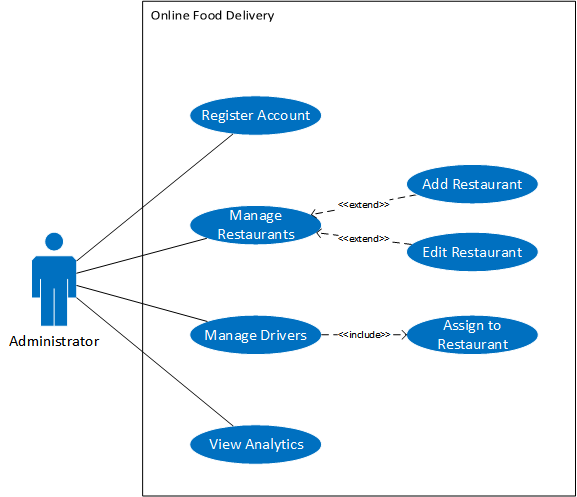 Online Food Delivery
Register Account
Add Restaurant
<<extend>>
Manage
Restaurants
<<extend>>
Edit Restaurant
Administrator
Manage Drivers
<<include>>
Assign to
Restaurant
View Analytics